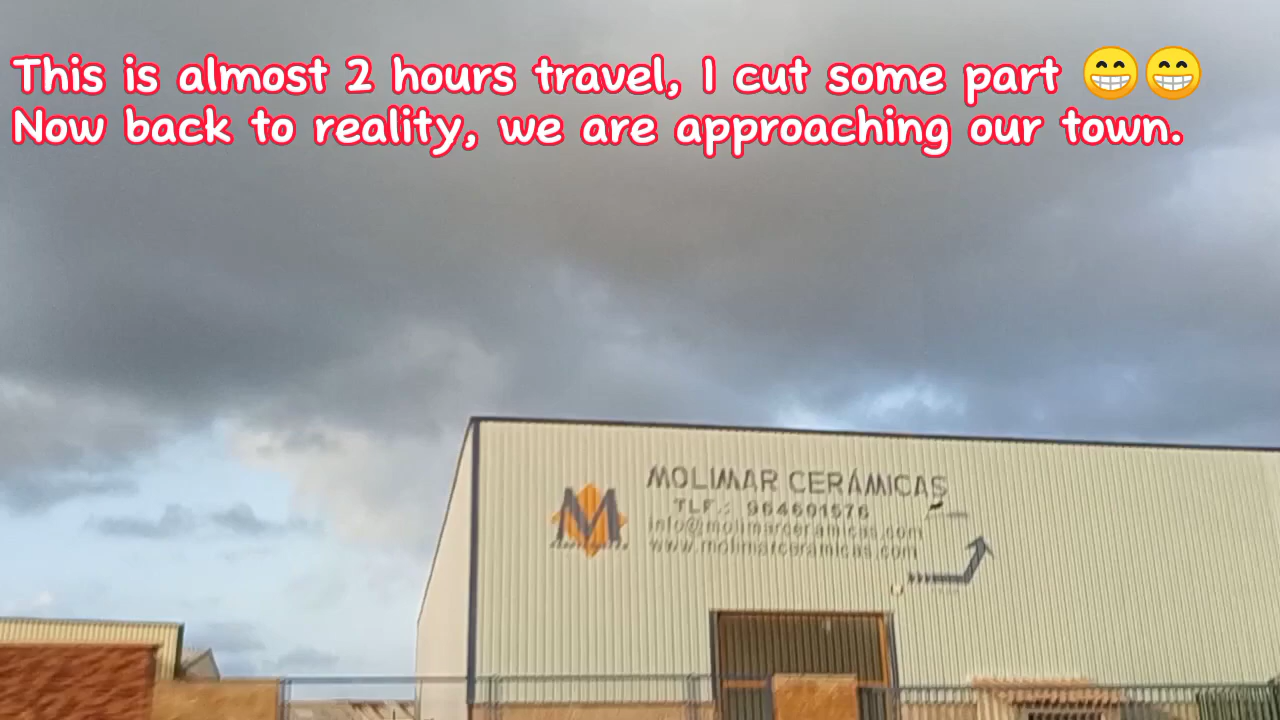 This is almost 2 hours travel, I cut some part 😁😁
Now back to reality, we are approaching our town.
M
MOLIMAR CERÁMICAS
TLF.: 964601576
info@molimarceramicas.com
www.molimarceramicas.com